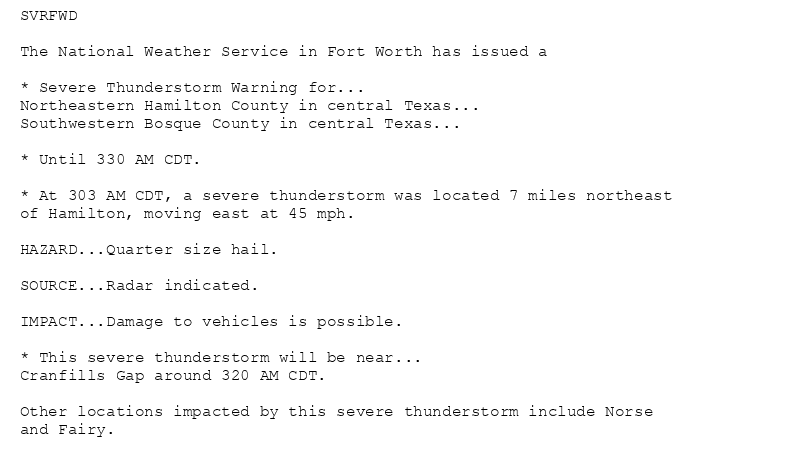 SVRFWD
The National Weather Service in Fort Worth has issued a
* Severe Thunderstorm Warning for...
Northeastern Hamilton County in central Texas...
Southwestern Bosque County in central Texas...
* Until 330 AM CDT.
* At 303 AM CDT, a severe thunderstorm was located 7 miles northeast
of Hamilton, moving east at 45 mph.
HAZARD...Quarter size hail.
SOURCE...Radar indicated.
IMPACT...Damage to vehicles is possible.
* This severe thunderstorm will be near...
Cranfills Gap around 320 AM CDT.
Other locations impacted by this severe thunderstorm include Norse
and Fairy.